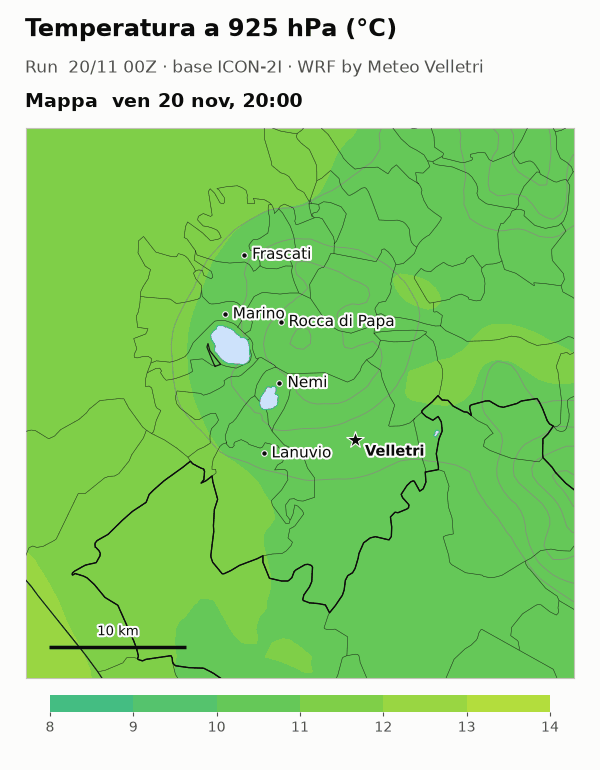 Temperatura a 925 hPa (°C)
Run  20/11 00Z · base ICON-2I · WRF by Meteo Velletri
Mappa  ven 20 nov, 20:00
Frascati
Marino
Rocca di Papa
Nemi
Velletri
Lanuvio
10 km
8 9 10 11 12 13 14